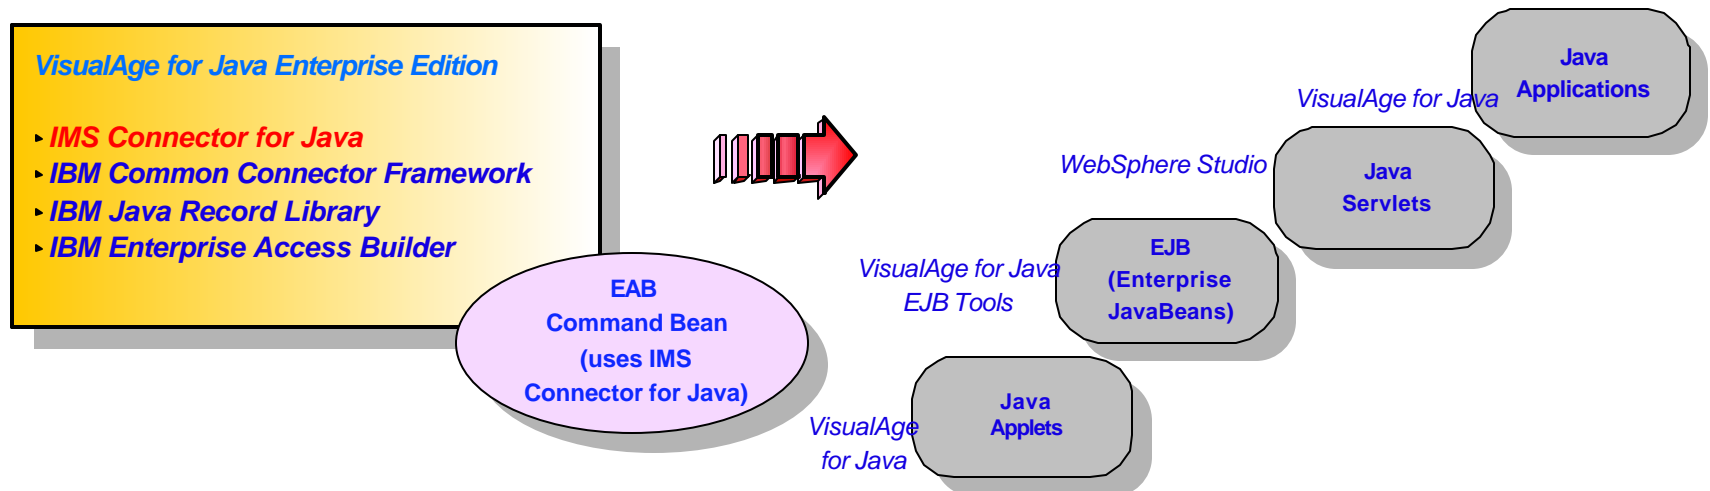 VisualAge for Java Enterprise Edition
IMS Connector for Java
IBM Common Connector Framework
IBM Java Record Library
IBM Enterprise Access Builder
EAB
Command Bean
(uses IMS
Connector for Java)
VisualAge for Java
Java
Applications
WebSphere Studio
Java
Servlets
VisualAge for Java
EJB Tools
EJB
(Enterprise
JavaBeans)
VisualAge
for Java
Java
Applets